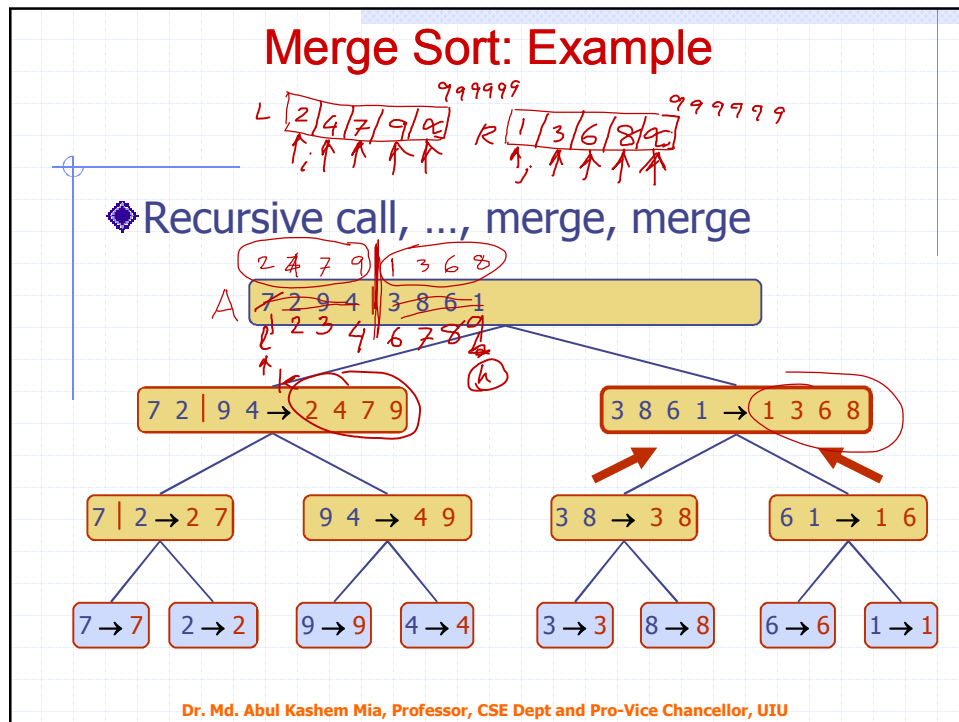 Merge Sort: Example
999999 999999
L 2 4 7 9 ∝ R 1 3 6 8 ∝
i j
Recursive call, …, merge, merge
2 4 7 9 1 3 6 8
A 7 2 9 4 3 8 6 1
1 2 3 4 6 7 8 9
l
k h
7 2 | 9 4 → 2 4 7 9 3 8 6 1 → 1 3 6 8
7 | 2 → 2 7 9 4 → 4 9 3 8 → 3 8 6 1 → 1 6
7 → 7 2 → 2 9 → 9 4 → 4 3 → 3 8 → 8 6 → 6 1 → 1
Dr. Md. Abul Kashem Mia, Professor, CSE Dept and Pro-Vice Chancellor, UIU